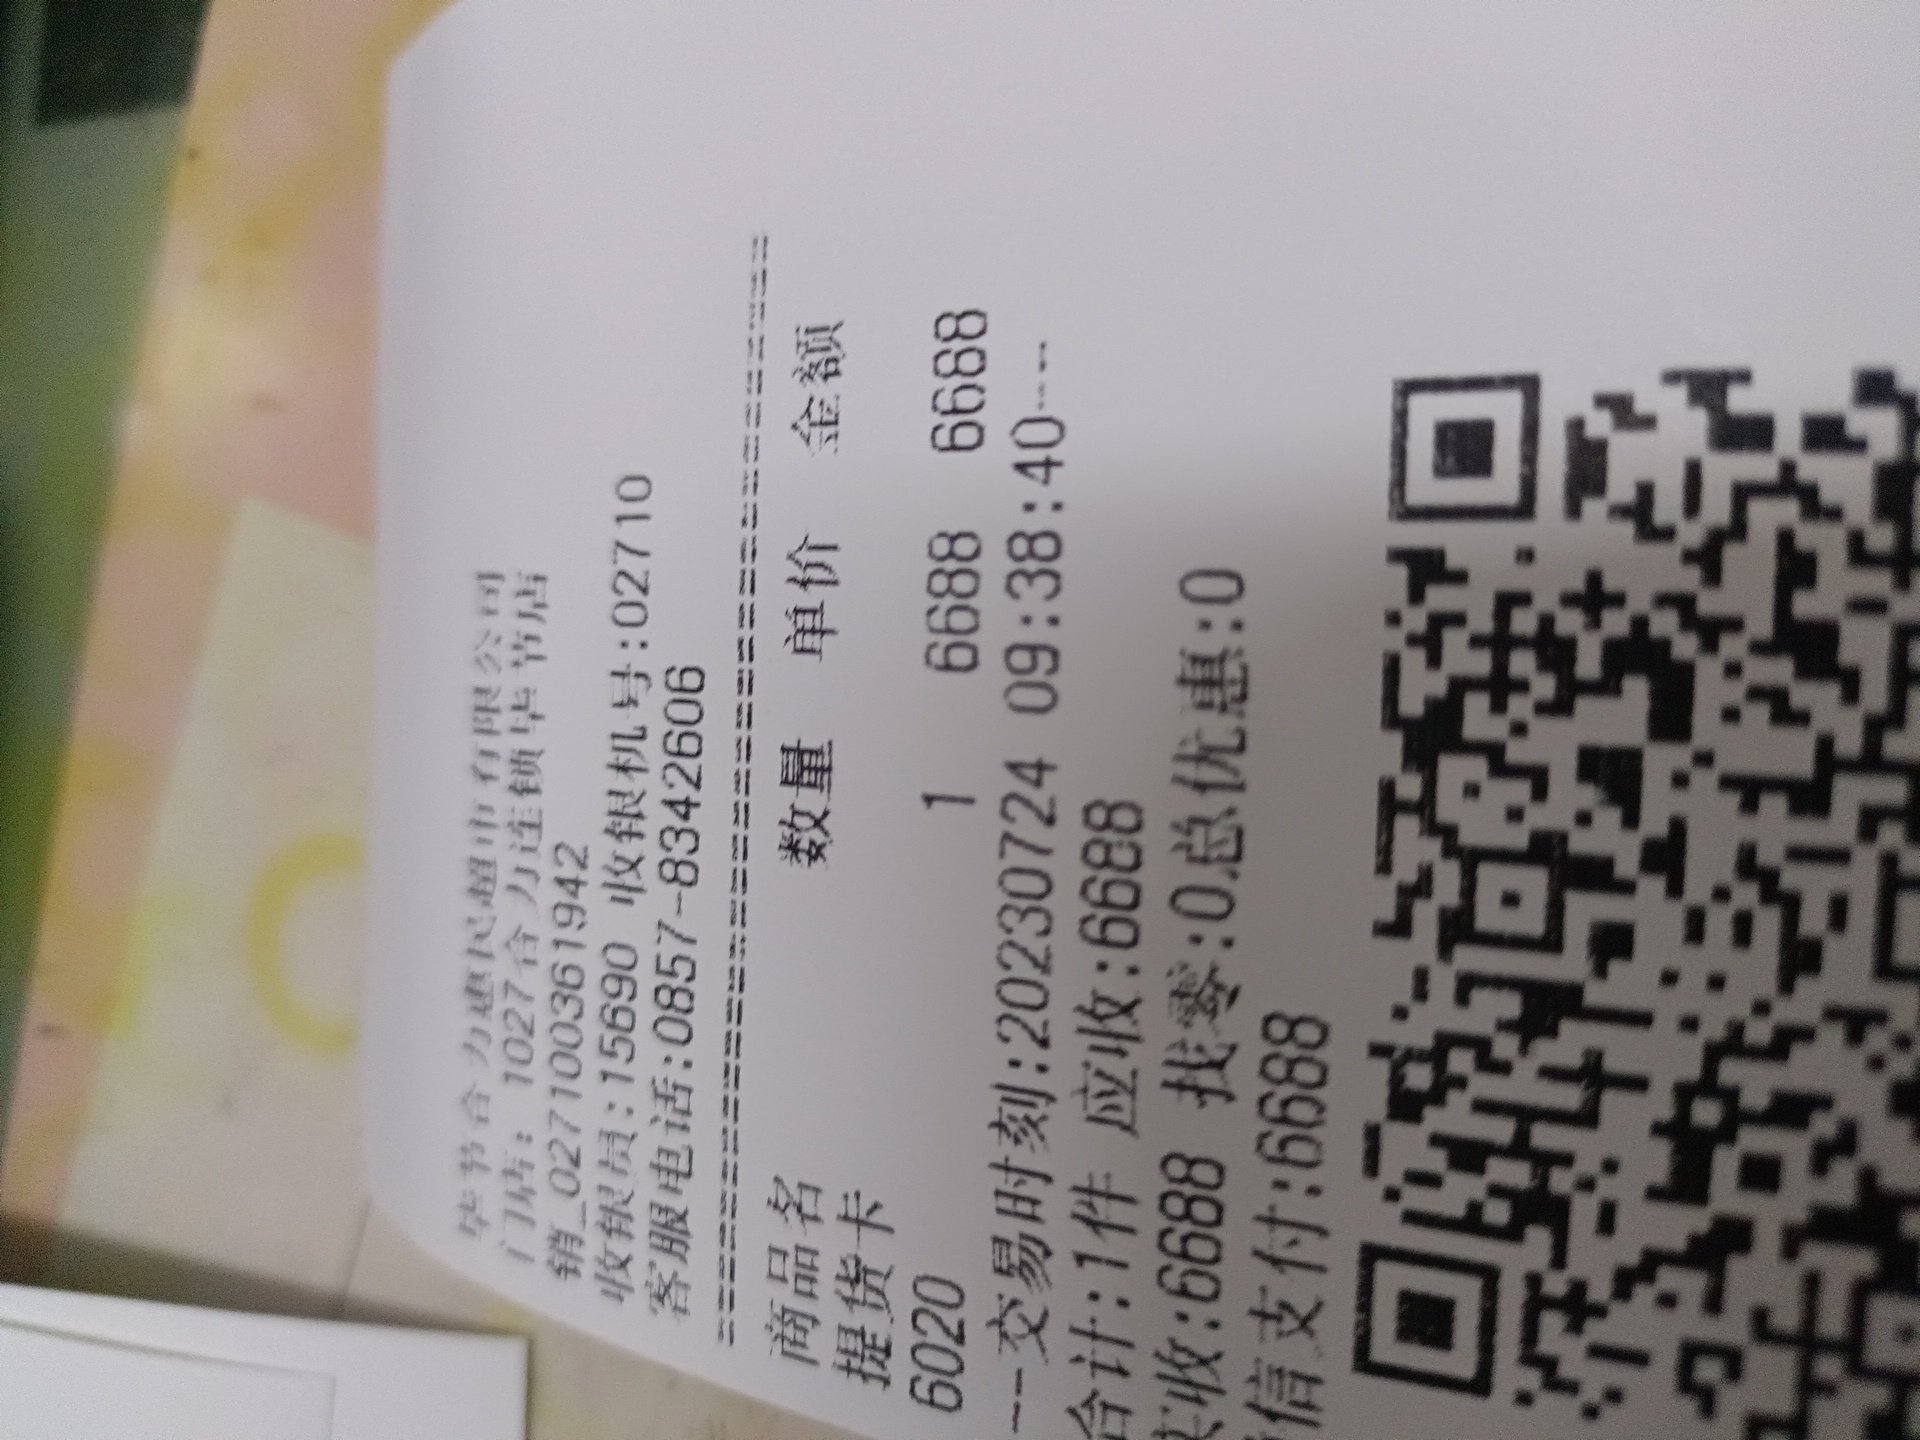 毕节合力惠民超市有限公司
门店: 1027合力连锁毕节店
销_027100361942
收银员:15690 收银机号:02710
客服电话:0857-8342606
商品名 数量 单价 金额
提货卡
6020 1 6688 6688
---交易时刻:20230724 09:38:40----
合计:1件 应收:6688
实收:6688 找零:0总优惠:0
微信支付:6688